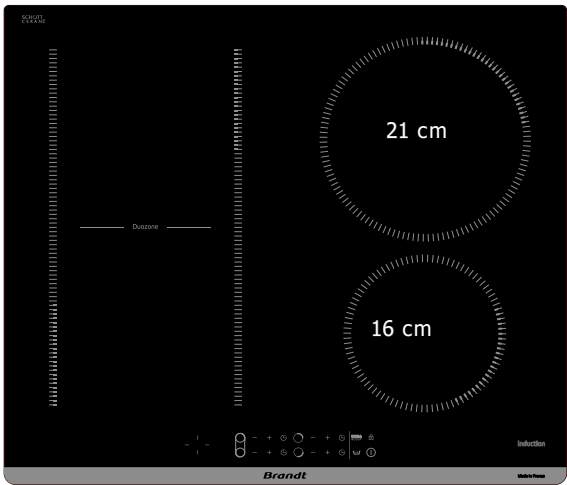 SCHOTT
CERAN®
21 cm
Duozone
16 cm
Induction
Brandt
Made in France